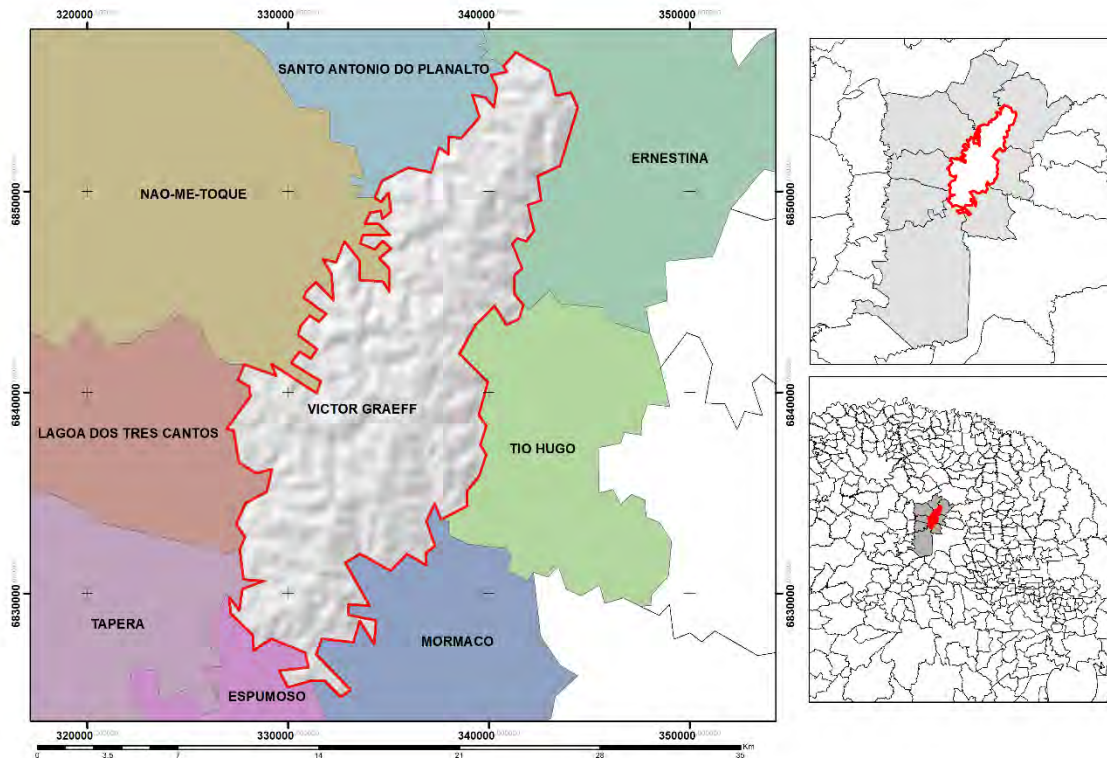 320000
330000
340000
350000
SANTO ANTONIO DO PLANALTO
ERNESTINA
NAO-ME-TOQUE
6850000
6850000
6840000
6840000
VICTOR GRAEFF
LAGOA DOS TRES CANTOS
TIO HUGO
6830000
6830000
TAPERA
MORMACO
ESPUMOSO
320000
330000
340000
350000
Km
0 3.5 7 14 21 28 35